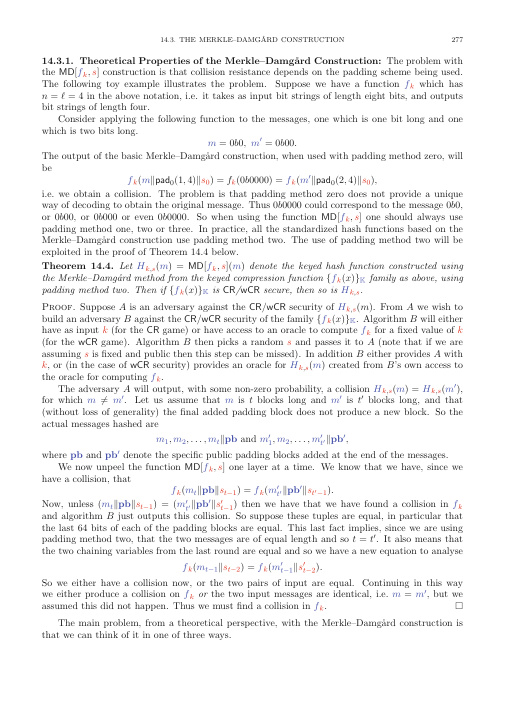 14.3. THE MERKLE–DAMGÅRD CONSTRUCTION 277
14.3.1. Theoretical Properties of the Merkle–Damgård Construction: The problem with
the MD[f_k, s] construction is that collision resistance depends on the padding scheme being used.
The following toy example illustrates the problem. Suppose we have a function f_k which has
n = ℓ = 4 in the above notation, i.e. it takes as input bit strings of length eight bits, and outputs
bit strings of length four.
Consider applying the following function to the messages, one which is one bit long and one
which is two bits long.
m = 0b0, m′ = 0b00.
The output of the basic Merkle–Damgård construction, when used with padding method zero, will
be
f_k(m‖pad_0(1, 4)‖s_0) = f_k(0b0000) = f_k(m′‖pad_0(2, 4)‖s_0),
i.e. we obtain a collision. The problem is that padding method zero does not provide a unique
way of decoding to obtain the original message. Thus 0b0000 could correspond to the message 0b0,
or 0b00, or 0b000 or even 0b0000. So when using the function MD[f_k, s] one should always use
padding method one, two or three. In practice, all the standardized hash functions based on the
Merkle–Damgård construction use padding method two. The use of padding method two will be
exploited in the proof of Theorem 14.4 below.
Theorem 14.4. Let H_{k,s}(m) = MD[f_k, s](m) denote the keyed hash function constructed using
the Merkle–Damgård method from the keyed compression function {f_k(x)}_𝕂 family as above, using
padding method two. Then if {f_k(x)}_𝕂 is CR/wCR secure, then so is H_{k,s}.
PROOF. Suppose A is an adversary against the CR/wCR security of H_{k,s}(m). From A we wish to
build an adversary B against the CR/wCR security of the family {f_k(x)}_𝕂. Algorithm B will either
have as input k (for the CR game) or have access to an oracle to compute f_k for a fixed value of k
(for the wCR game). Algorithm B then picks a random s and passes it to A (note that if we are
assuming s is fixed and public then this step can be missed). In addition B either provides A with
k, or (in the case of wCR security) provides an oracle for H_{k,s}(m) created from B's own access to
the oracle for computing f_k.
The adversary A will output, with some non-zero probability, a collision H_{k,s}(m) = H_{k,s}(m′),
for which m ≠ m′. Let us assume that m is t blocks long and m′ is t′ blocks long, and that
(without loss of generality) the final added padding block does not produce a new block. So the
actual messages hashed are
m_1, m_2, . . . , m_t‖pb and m′_1, m_2, . . . , m′_{t′}‖pb′,
where pb and pb′ denote the specific public padding blocks added at the end of the messages.
We now unpeel the function MD[f_k, s] one layer at a time. We know that we have, since we
have a collision, that
f_k(m_t‖pb‖s_{t−1}) = f_k(m′_{t′}‖pb′‖s_{t′−1}).
Now, unless (m_t‖pb‖s_{t−1}) = (m′_{t′}‖pb′‖s′_{t−1}) then we have that we have found a collision in f_k
and algorithm B just outputs this collision. So suppose these tuples are equal, in particular that
the last 64 bits of each of the padding blocks are equal. This last fact implies, since we are using
padding method two, that the two messages are of equal length and so t = t′. It also means that
the two chaining variables from the last round are equal and so we have a new equation to analyse
f_k(m_{t−1}‖s_{t−2}) = f_k(m′_{t−1}‖s′_{t−2}).
So we either have a collision now, or the two pairs of input are equal. Continuing in this way
we either produce a collision on f_k or the two input messages are identical, i.e. m = m′, but we
assumed this did not happen. Thus we must find a collision in f_k. □
The main problem, from a theoretical perspective, with the Merkle–Damgård construction is
that we can think of it in one of three ways.